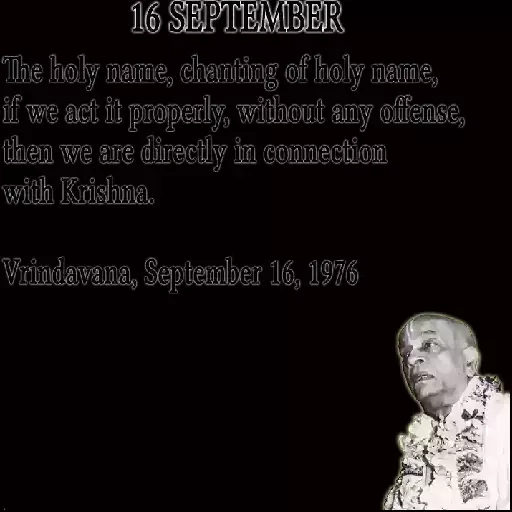 16 SEPTEMBER
The holy name, chanting of holy name,
if we act it properly, without any offense,
then we are directly in connection
with Krishna.
Vrindavana, September 16, 1976